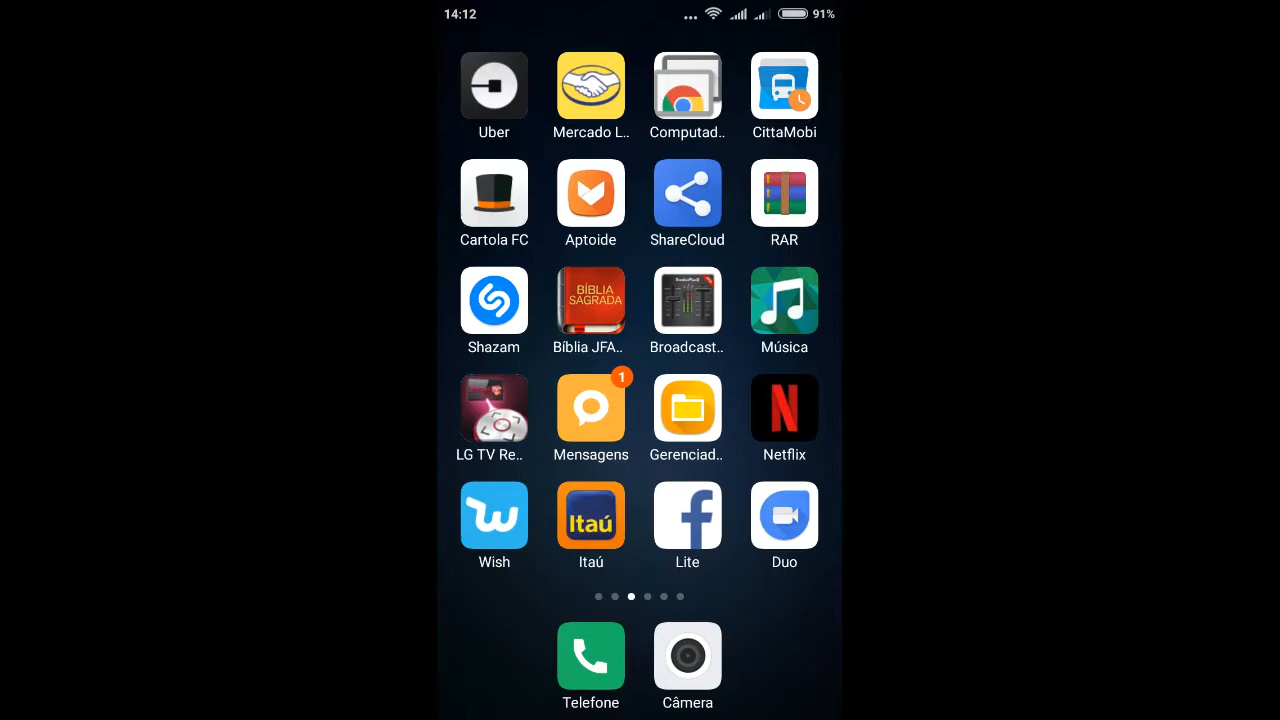 14:12 91%
Uber Mercado L.. Computad.. CittaMobi
Cartola FC Aptoide ShareCloud RAR
BÍBLIA
SAGRADA
Shazam Bíblia JFA.. Broadcast.. Música
1
LG TV Re.. Mensagens Gerenciad.. Netflix
Itaú
Wish Itaú Lite Duo
Telefone Câmera